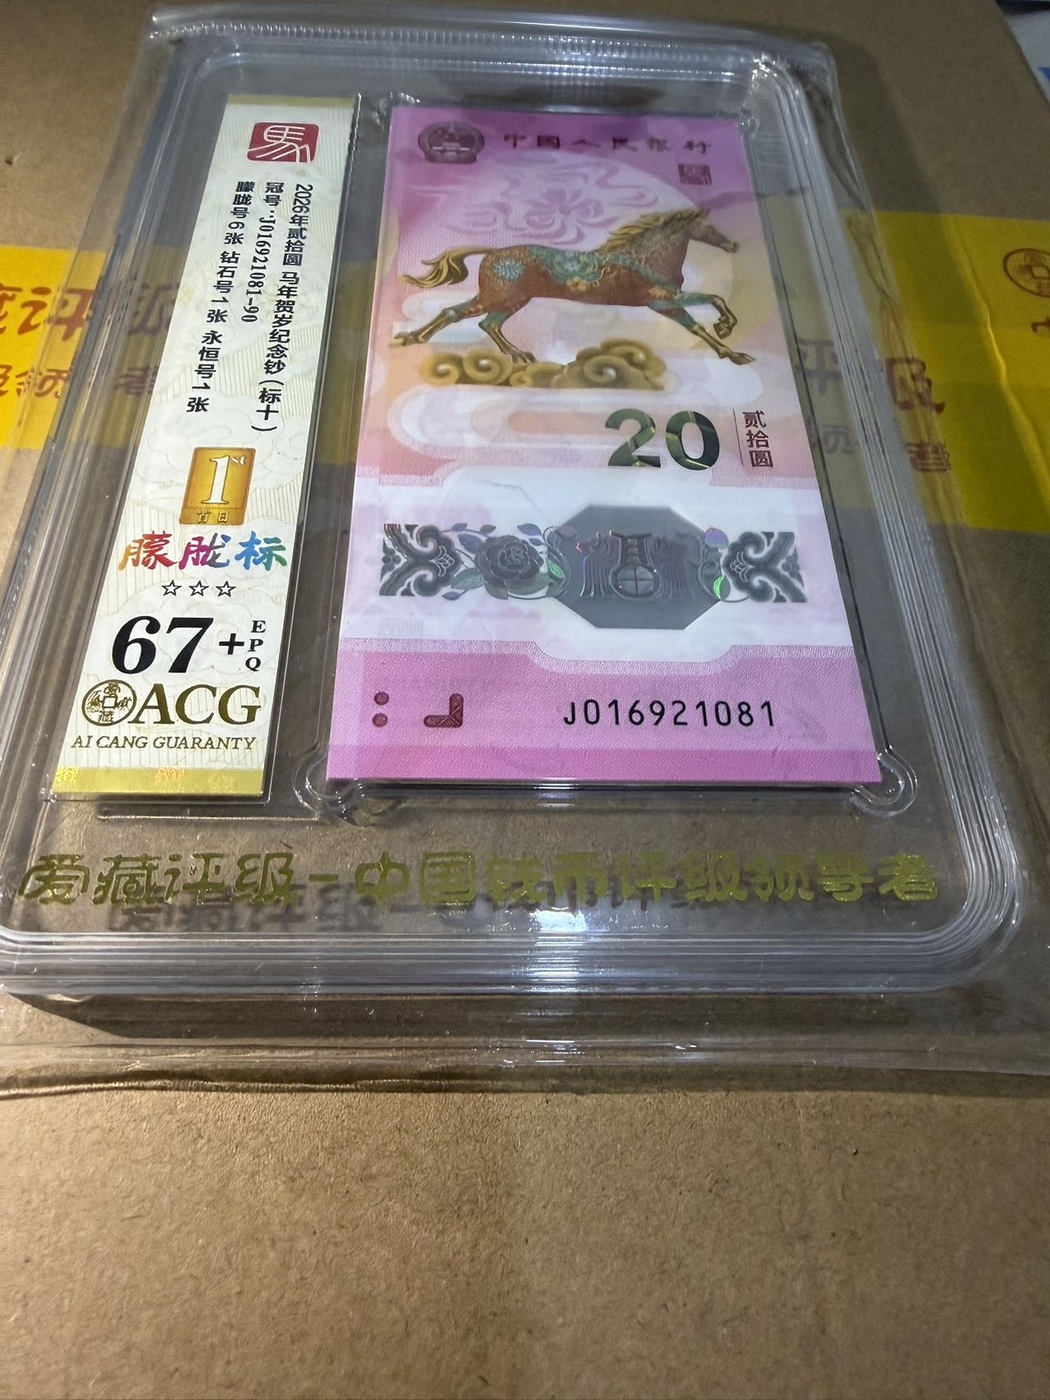 馬
2026年贰拾圆 马年贺岁纪念钞(标十)
冠号:J016921081-90
朦胧号6张 钻石号1张 永恒号1张
1
首日
朦胧标
☆☆☆
67+EPQ
ACG
AI CANG GUARANTY
中国人民银行
20
贰拾圆
J016921081
爱藏评级-中国钱币评级领导者